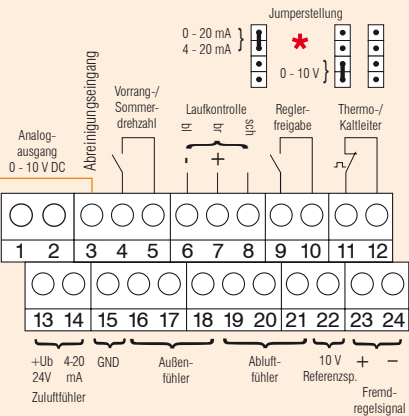 Jumperstellung
0 - 20 mA
4 - 20 mA
*
0 - 10 V
Analog-
ausgang
0 - 10 V DC
Abreinigungseingang
Vorrang-/
Sommer-
drehzahl
Laufkontrolle
bl
br
sch
- +
Regler-
freigabe
Thermo-/
Kaltleiter
1 2 3 4 5 6 7 8 9 10 11 12
13 14 15 16 17 18 19 20 21 22 23 24
+Ub
24V
4-20
mA
Zuluftfühler
GND
Außen-
fühler
Abluft-
fühler
10 V
Referenzsp.
+ −
Fremd-
regelsignal